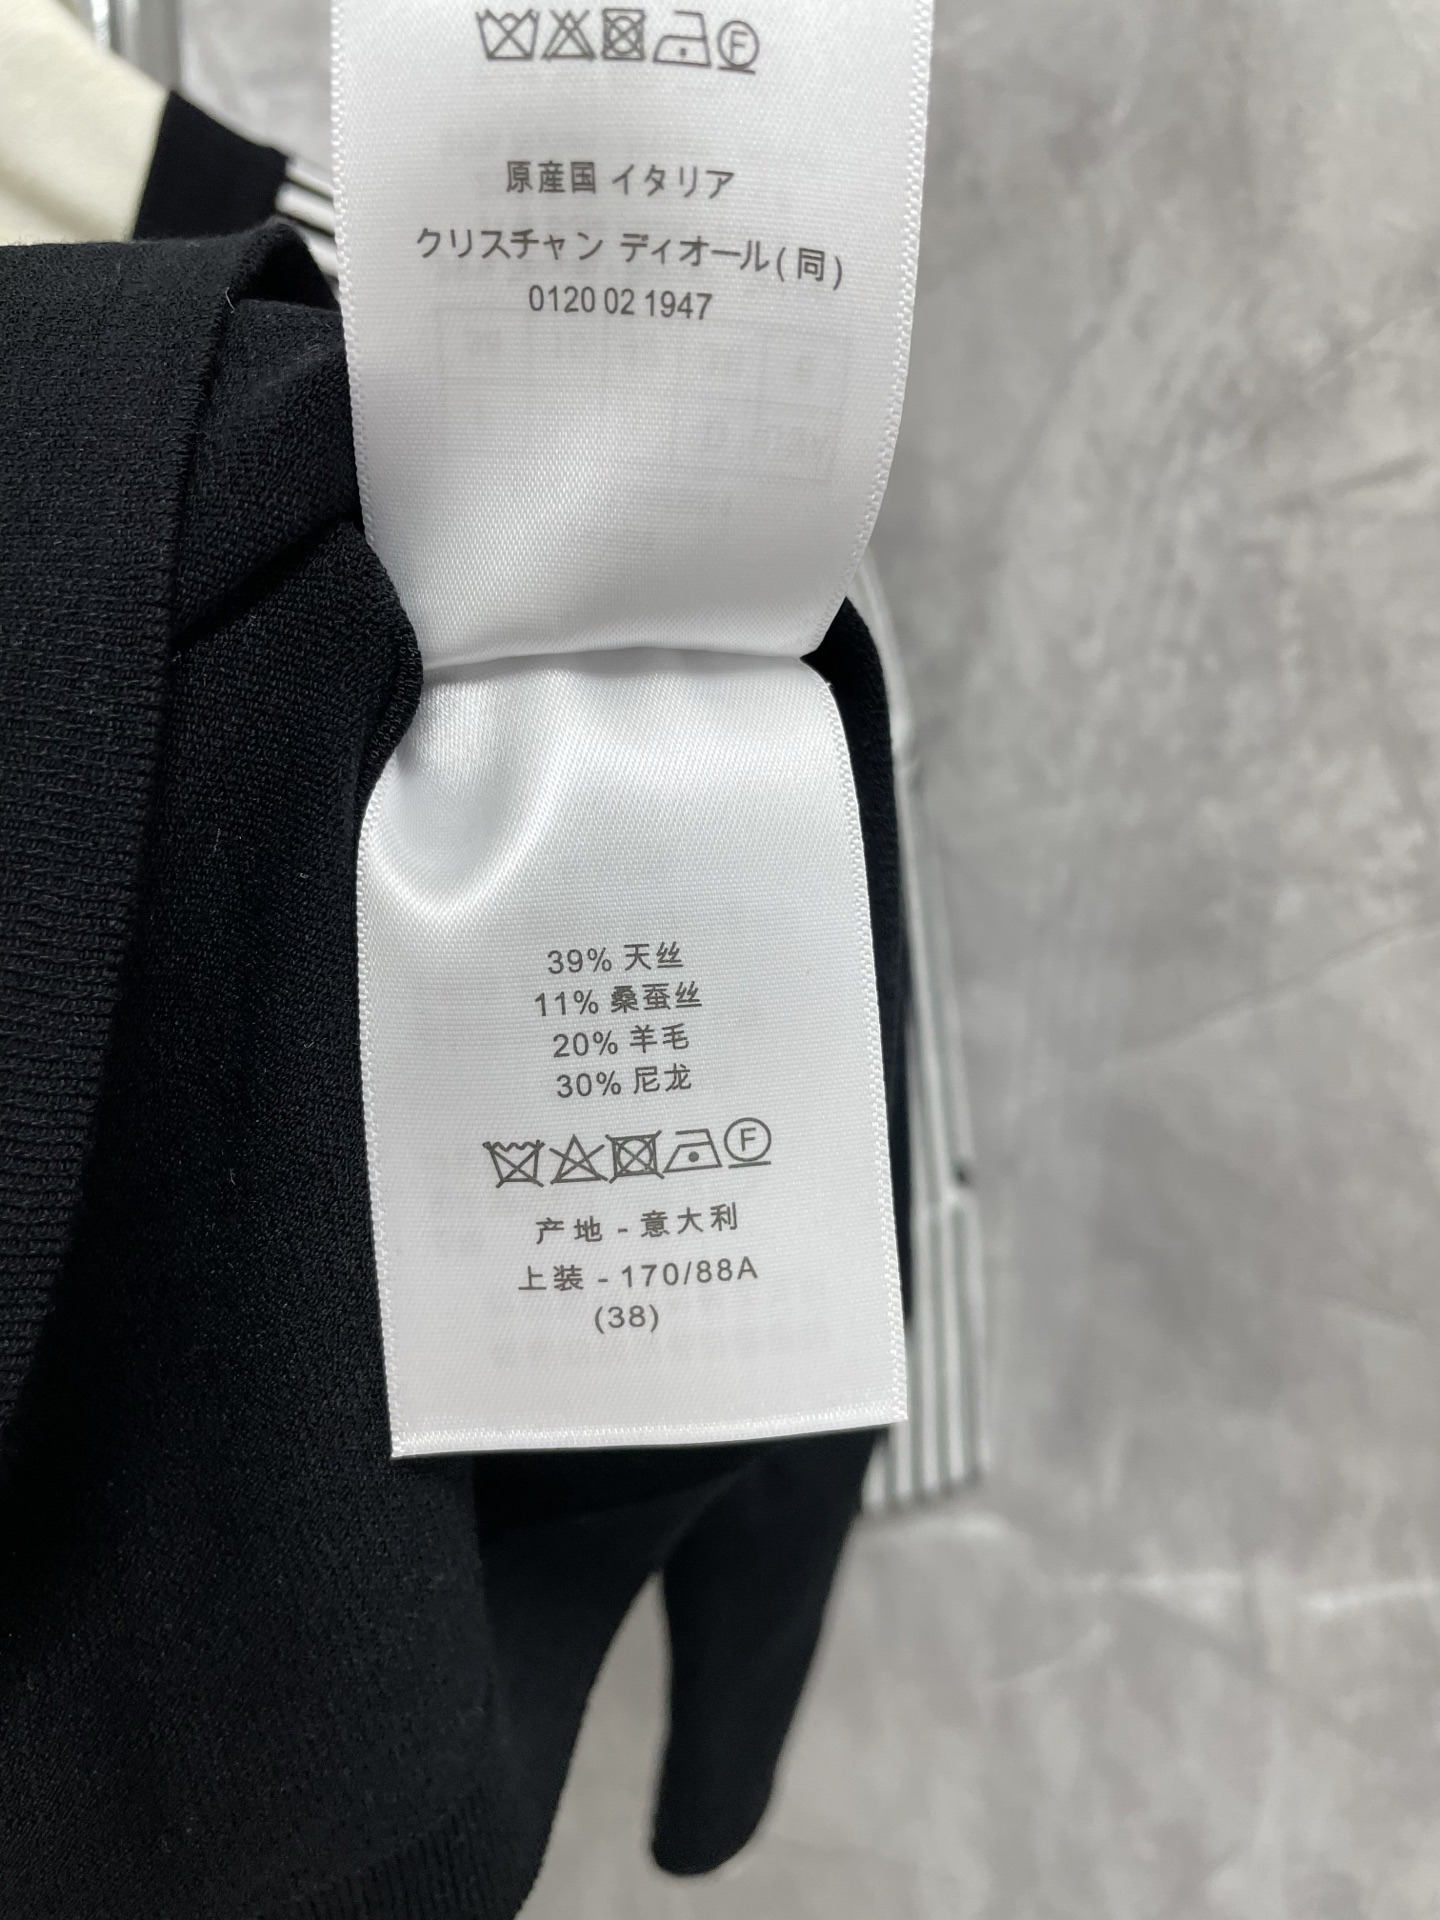 F
原産国 イタリア
クリスチャン ディオール(同)
0120 02 1947
39% 天丝
11% 桑蚕丝
20% 羊毛
30% 尼龙
F
产地 - 意大利
上装 - 170/88A
(38)